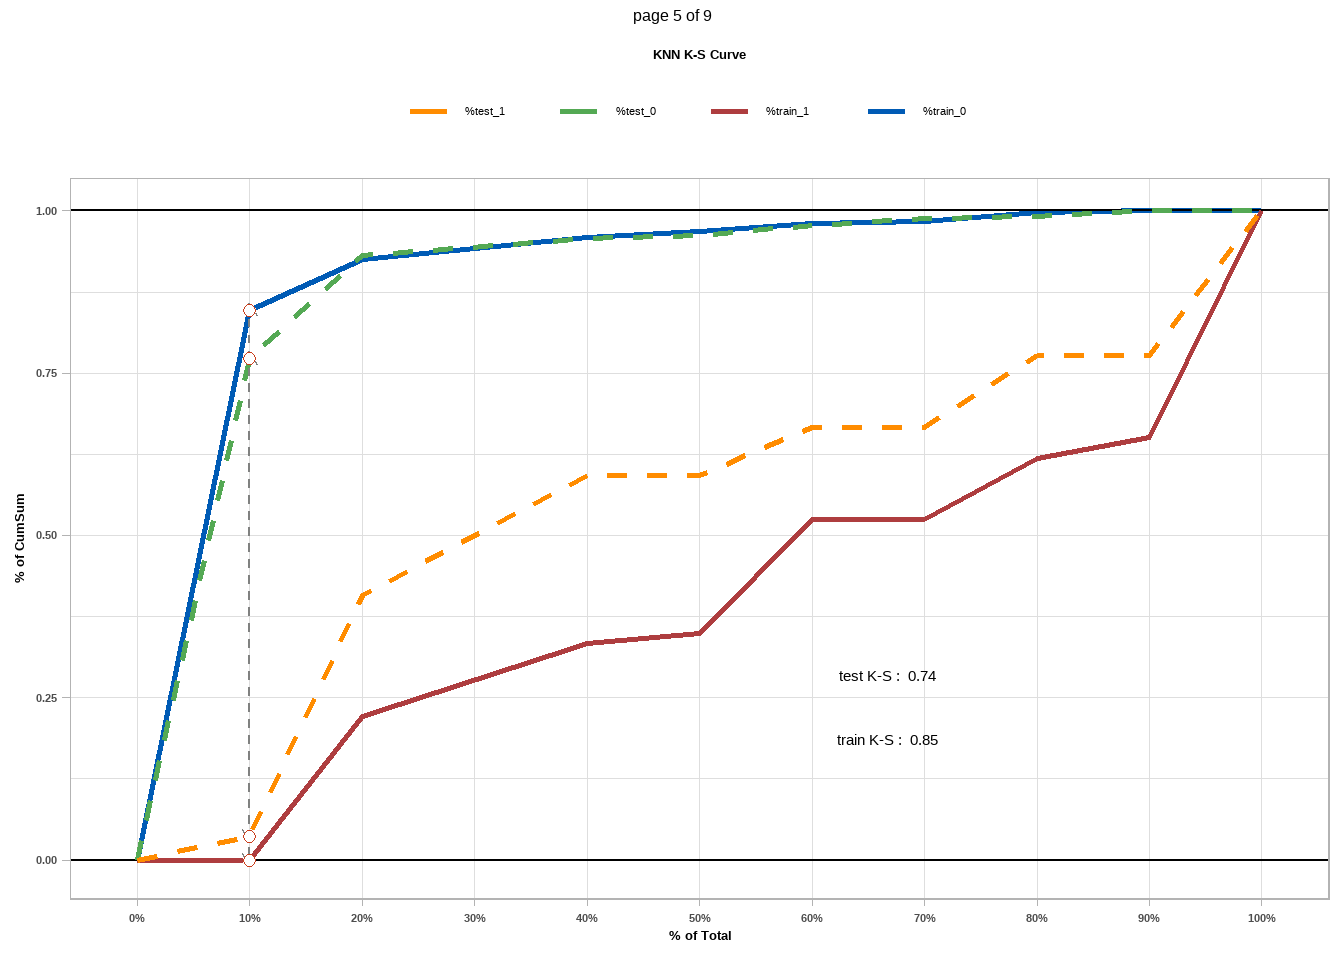 page 5 of 9
KNN K-S Curve
%test_1 %test_0 %train_1 %train_0
1.00
0.75
0.50
0.25
0.00
% of CumSum
test K-S : 0.74
train K-S : 0.85
0% 10% 20% 30% 40% 50% 60% 70% 80% 90% 100%
% of Total